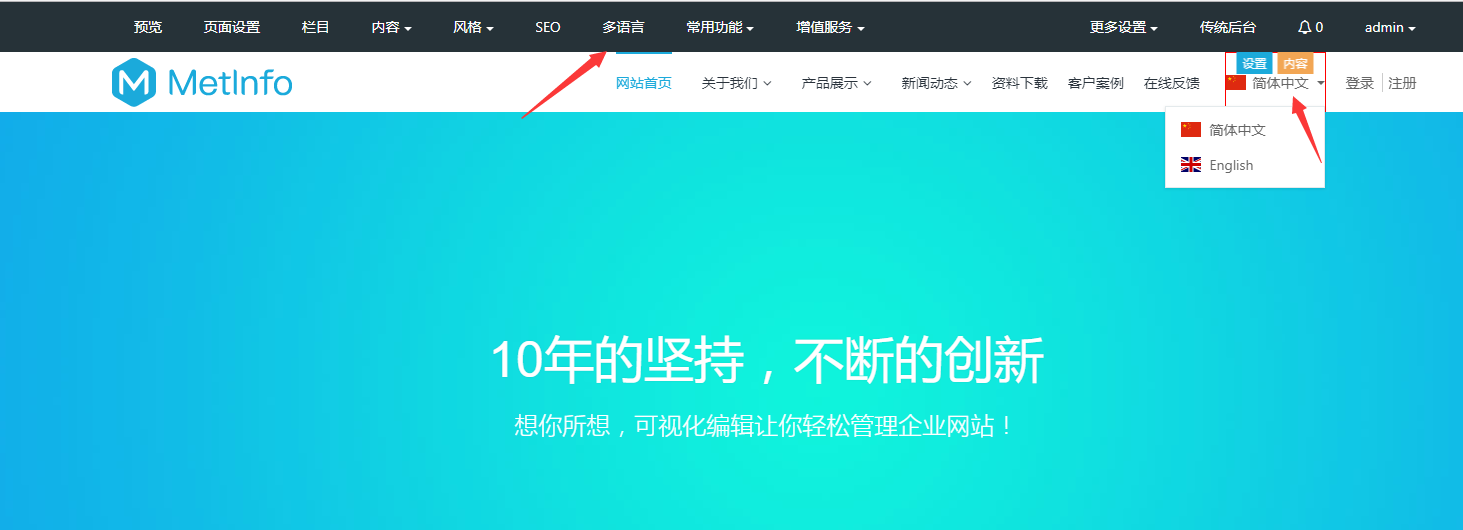 预览 页面设置 栏目 内容 风格 SEO 多语言 常用功能 增值服务 更多设置 传统后台 0 admin
设置 内容
MetInfo 网站首页 关于我们 产品展示 新闻动态 资料下载 客户案例 在线反馈 简体中文 登录 注册
简体中文
English
10年的坚持，不断的创新
想你所想，可视化编辑让你轻松管理企业网站！